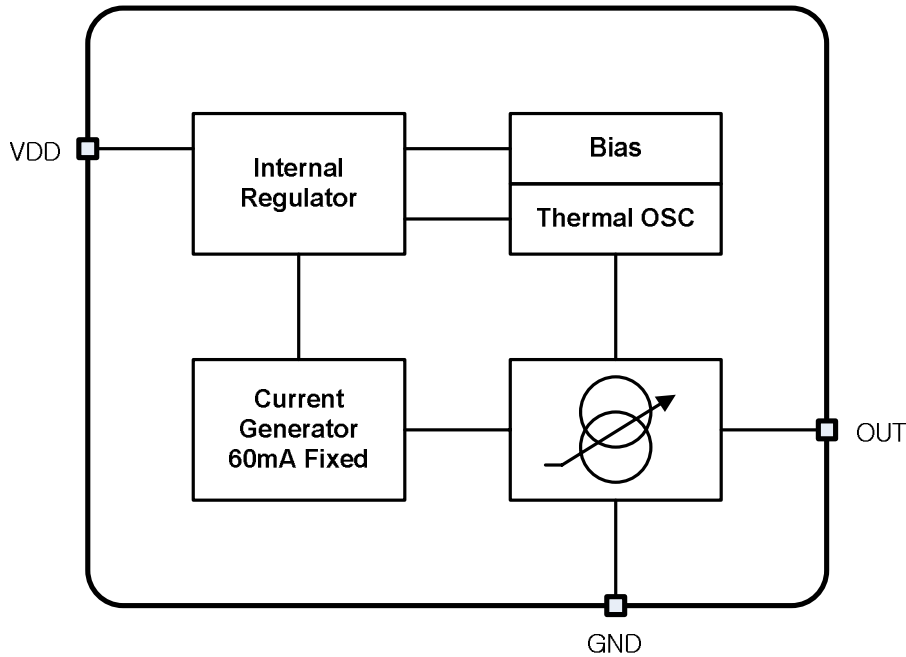 VDD
Internal
Regulator
Bias
Thermal OSC
Current
Generator
60mA Fixed
OUT
GND